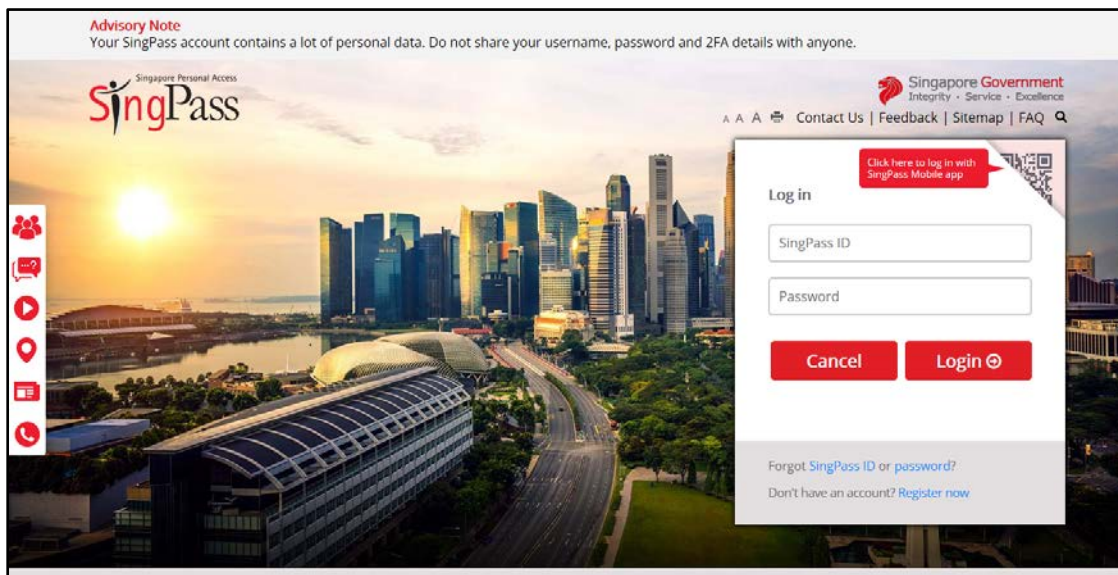 Advisory Note
Your SingPass account contains a lot of personal data. Do not share your username, password and 2FA details with anyone.
Singapore Personal Access
SingPass
Singapore Government
Integrity · Service · Excellence
A A A Contact Us | Feedback | Sitemap | FAQ
Click here to log in with
SingPass Mobile app
Log in
SingPass ID
Password
Cancel
Login
Forgot SingPass ID or password?
Don't have an account? Register now